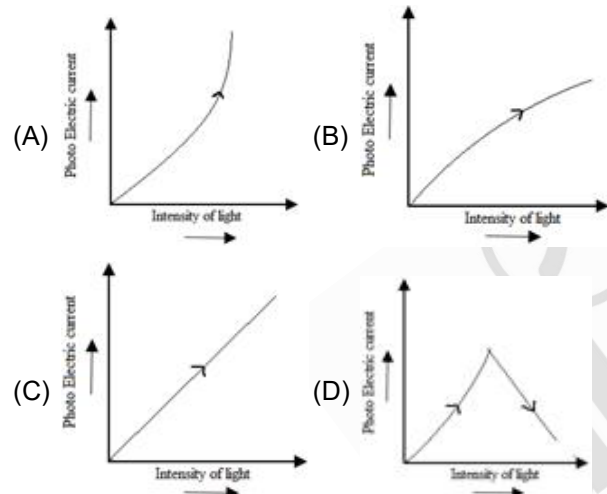 (A)
Photo Electric current
Intensity of light
(B)
Photo Electric current
Intensity of light
(C)
Photo Electric current
Intensity of light
(D)
Photo Electric current
Intensity of light